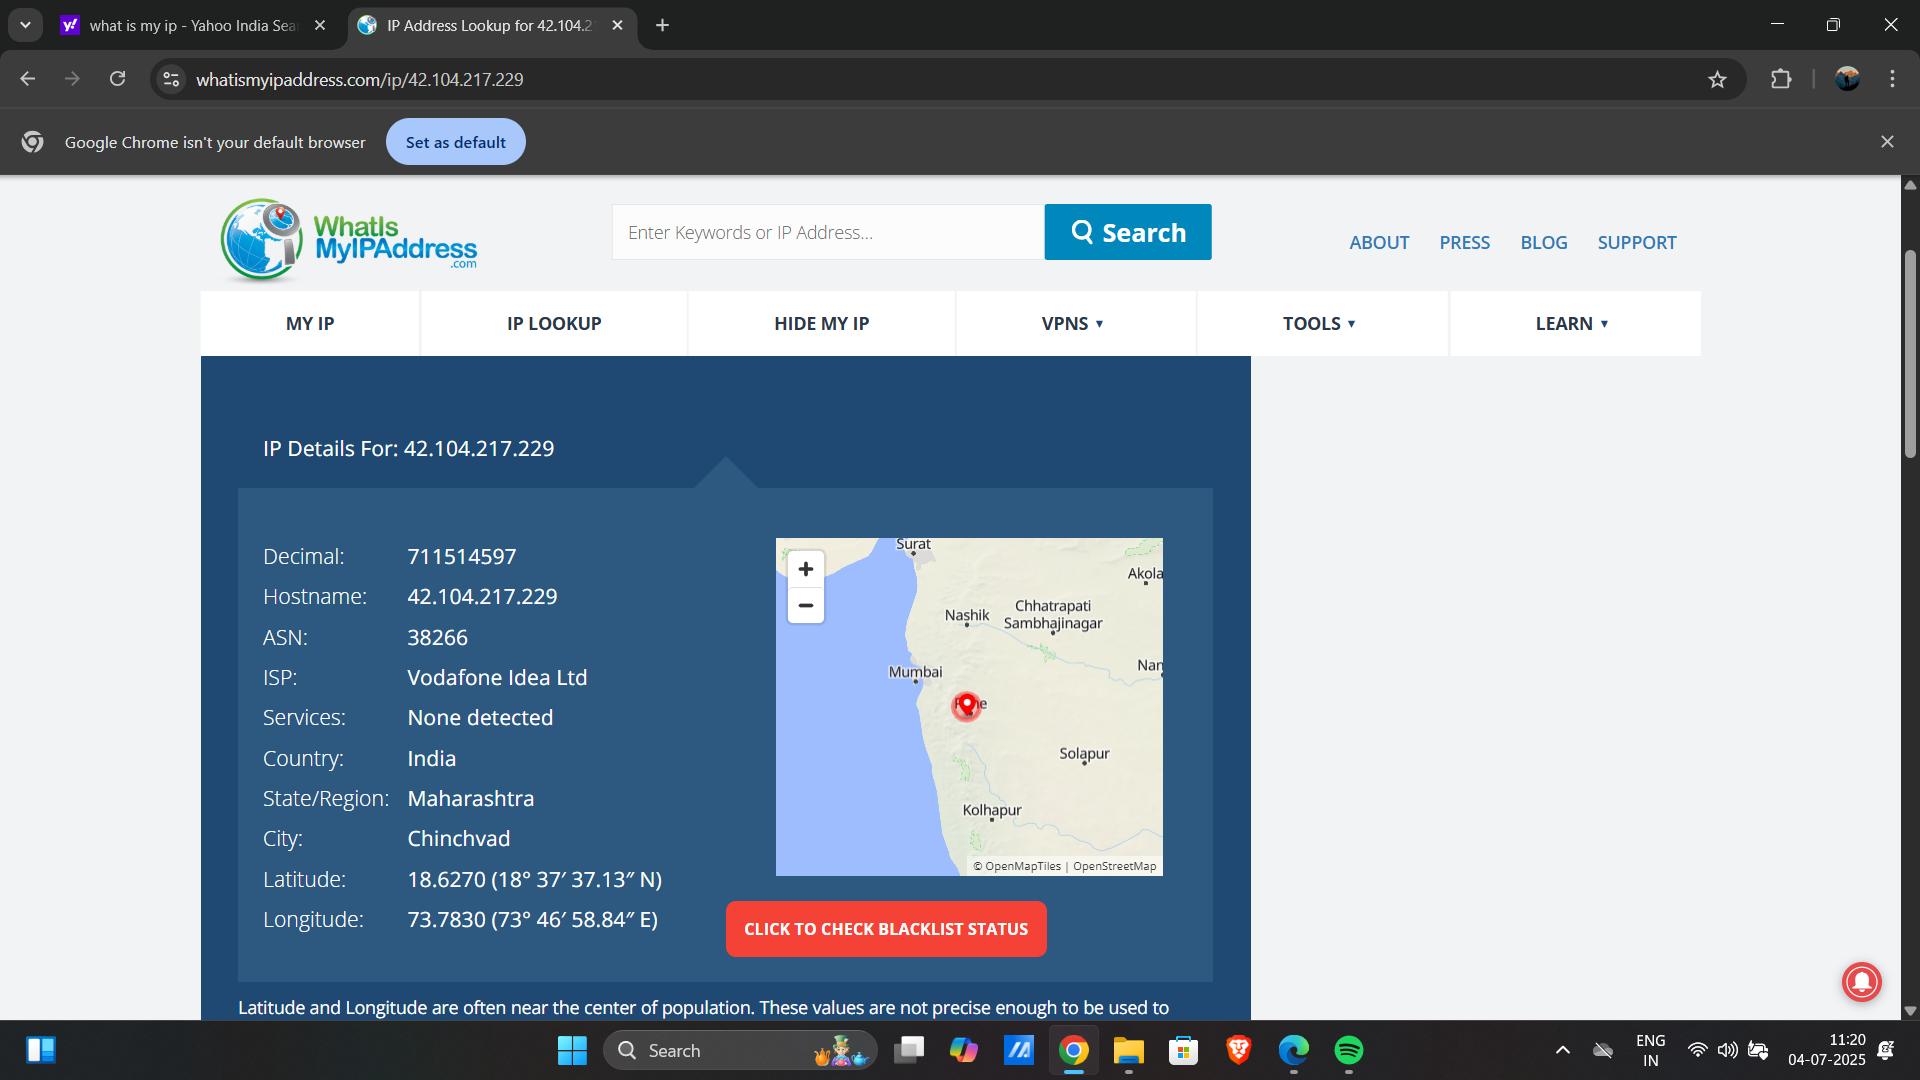 what is my ip - Yahoo India Sea
IP Address Lookup for 42.104.2
whatismyipaddress.com/ip/42.104.217.229
Google Chrome isn't your default browser
Set as default
WhatIs
MyIPAddress
.com
Enter Keywords or IP Address...
Search
ABOUT
PRESS
BLOG
SUPPORT
MY IP
IP LOOKUP
HIDE MY IP
VPNS
TOOLS
LEARN
IP Details For: 42.104.217.229
Decimal: 711514597
Hostname: 42.104.217.229
ASN: 38266
ISP: Vodafone Idea Ltd
Services: None detected
Country: India
State/Region: Maharashtra
City: Chinchvad
Latitude: 18.6270 (18° 37′ 37.13″ N)
Longitude: 73.7830 (73° 46′ 58.84″ E)
+
−
Surat
Akola
Nashik
Chhatrapati
Sambhajinagar
Mumbai
Nan
Solapur
Kolhapur
© OpenMapTiles | OpenStreetMap
CLICK TO CHECK BLACKLIST STATUS
Latitude and Longitude are often near the center of population. These values are not precise enough to be used to
Search
ENG
IN
11:20
04-07-2025